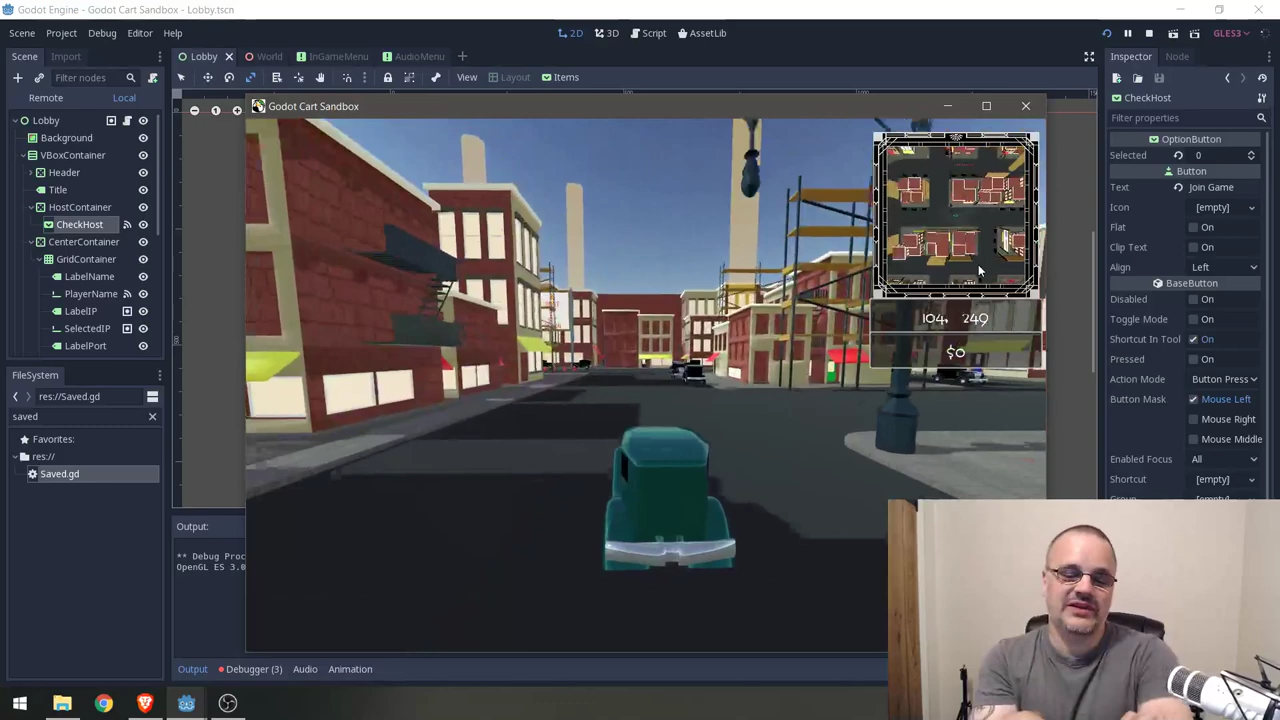 Godot Engine - Godot Cart Sandbox - Lobby.tscn
Scene Project Debug Editor Help
2D 3D Script AssetLib
GLES3
Scene Import
Lobby World InGameMenu AudioMenu
Inspector Node
Filter nodes
View Layout Items
Remote Local
CheckHost
Filter properties
Lobby
Background
VBoxContainer
Header
Title
HostContainer
CheckHost
CenterContainer
GridContainer
LabelName
PlayerName
LabelIP
SelectedIP
LabelPort
FileSystem
res://Saved.gd
saved
Favorites:
res://
Saved.gd
Godot Cart Sandbox
104, 249
$0
OptionButton
Selected 0
Button
Text Join Game
Icon [empty]
Flat On
Clip Text On
Align Left
BaseButton
Disabled On
Toggle Mode On
Shortcut In Tool On
Pressed On
Action Mode Button Press
Button Mask Mouse Left
Mouse Right
Mouse Middle
Enabled Focus All
Shortcut [empty]
Output:
** Debug Proc
OpenGL ES 3.0
Output Debugger (3) Audio Animation